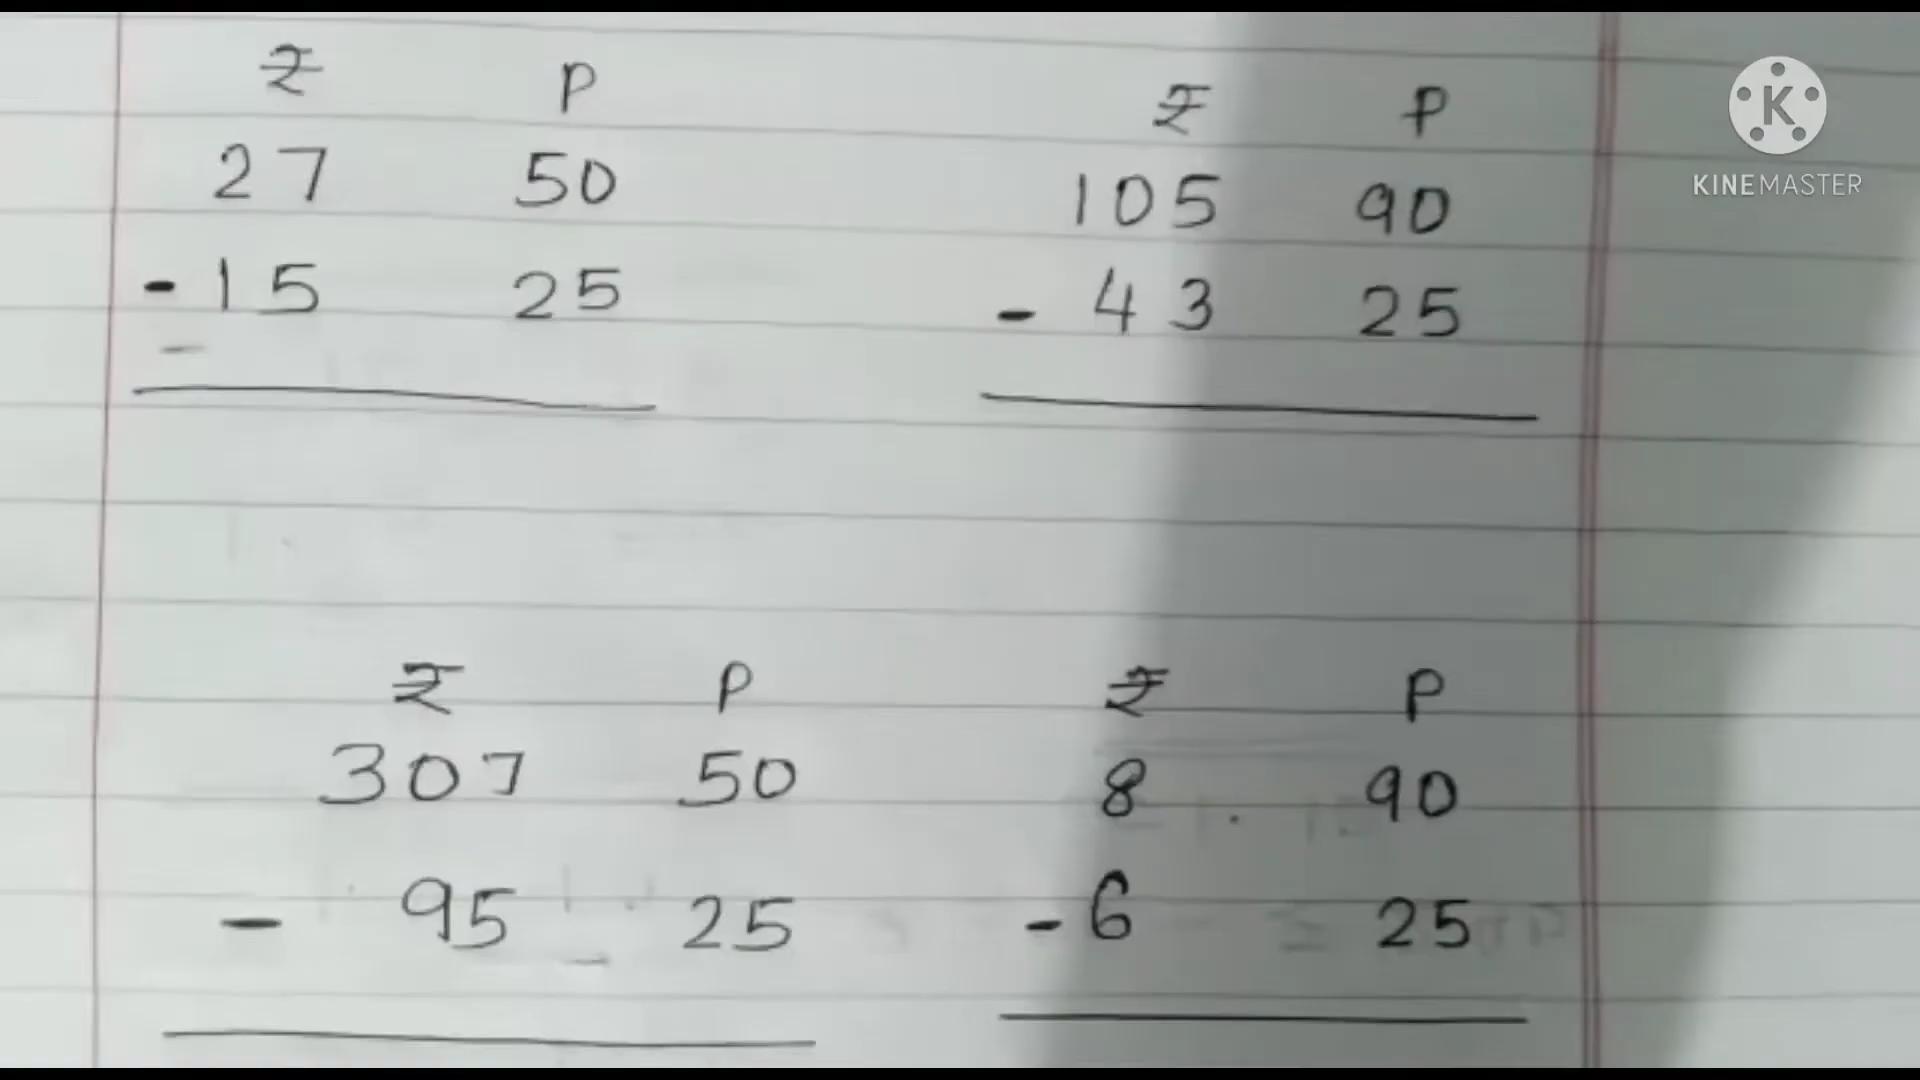 ₹ P
27 50
- 15 25
₹ P
105 90
- 43 25
₹ P
307 50
- 95 25
₹ P
8 90
- 6 25
K
KINEMASTER